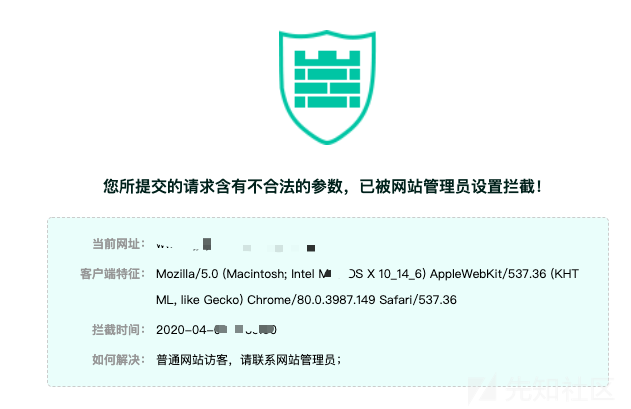 您所提交的请求含有不合法的参数，已被网站管理员设置拦截！
当前网址：
客户端特征： Mozilla/5.0 (Macintosh; Intel OS X 10_14_6) AppleWebKit/537.36 (KHT
ML, like Gecko) Chrome/80.0.3987.149 Safari/537.36
拦截时间： 2020-04-
如何解决： 普通网站访客，请联系网站管理员；
先知社区